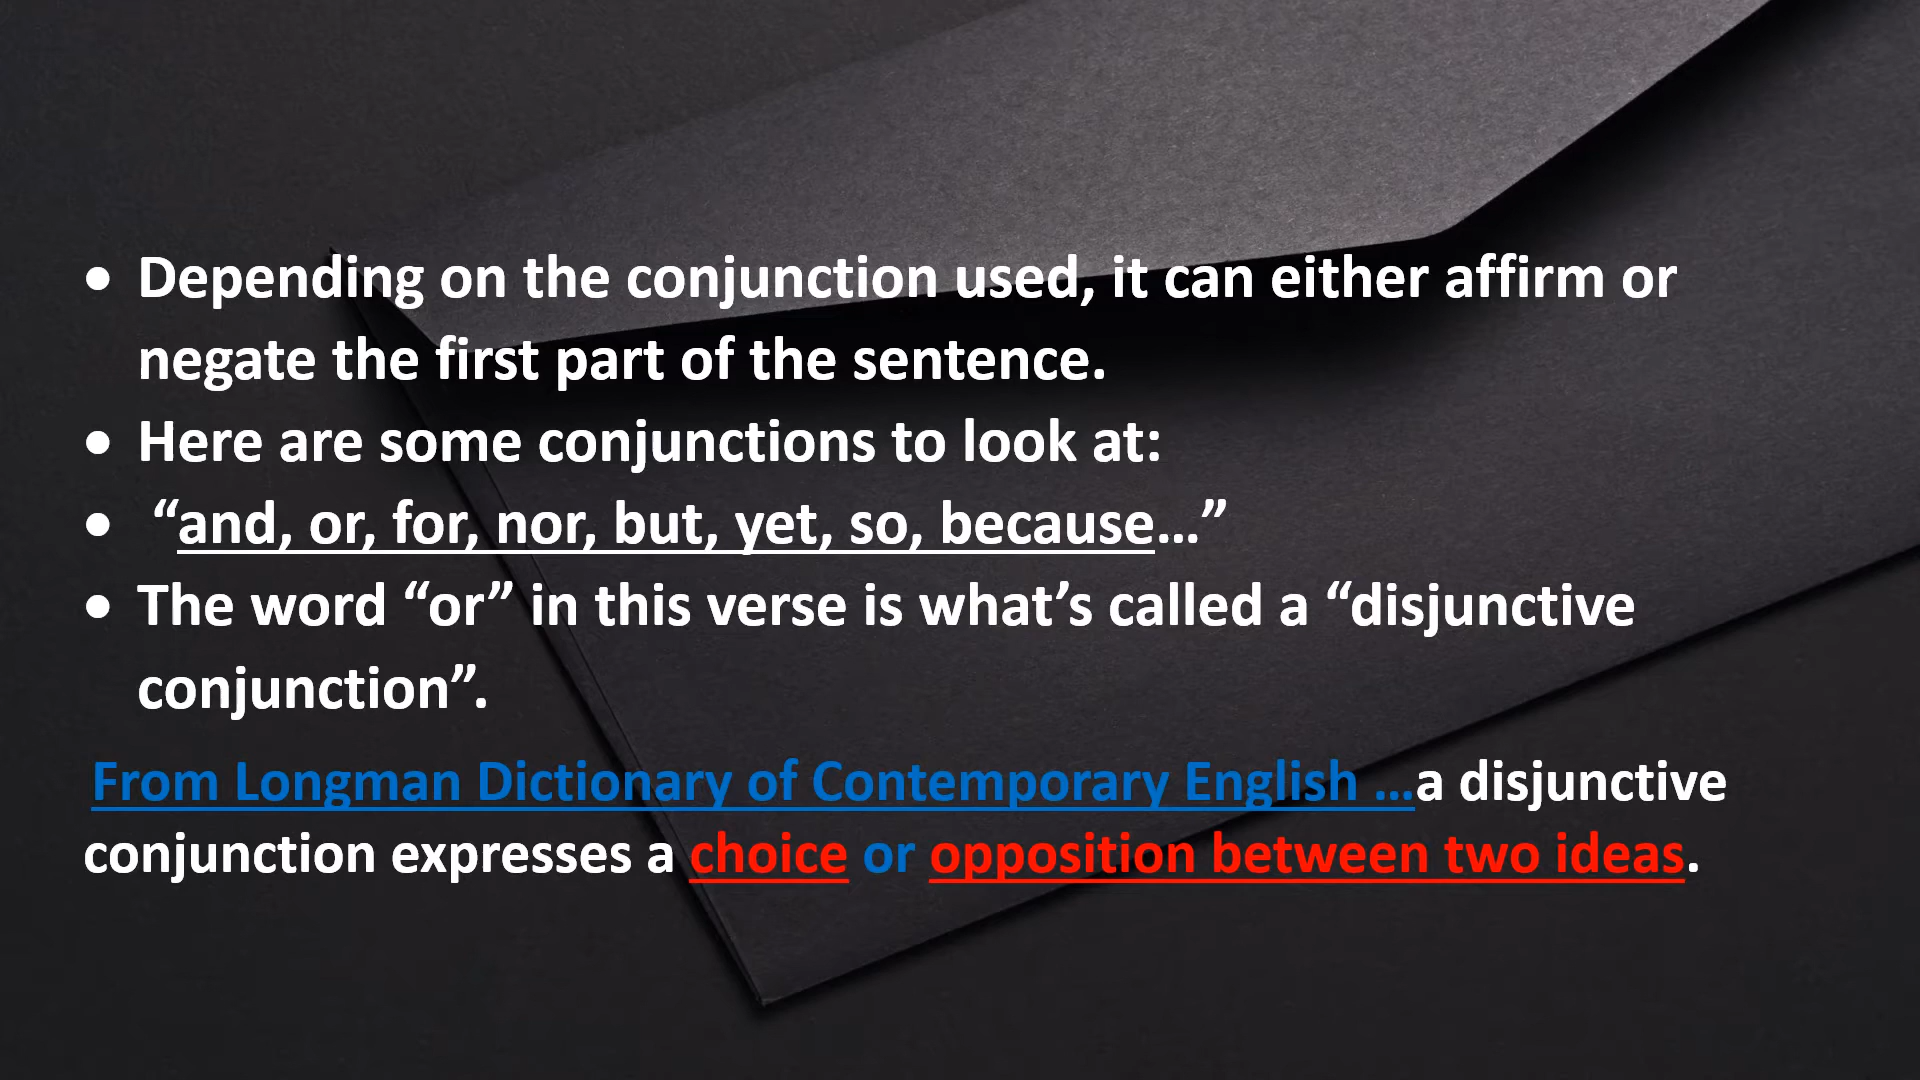 • Depending on the conjunction used, it can either affirm or
negate the first part of the sentence.
• Here are some conjunctions to look at:
• “and, or, for, nor, but, yet, so, because…”
• The word “or” in this verse is what’s called a “disjunctive
conjunction”.
From Longman Dictionary of Contemporary English …a disjunctive
conjunction expresses a choice or opposition between two ideas.